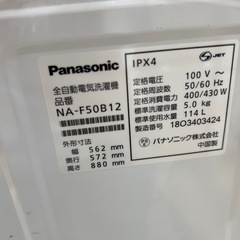 Panasonic
全自動電気洗濯機
品番
NA-F50B12
外形寸法
幅 562 mm
奥行 572 mm
高さ 880 mm
IPX4
JET
定格電圧 100 V~
定格周波数 50/60 Hz
定格消費電力 400/430 W
標準洗濯容量 5.0 kg
標準使用水量 114 L
製造番号 18O3403424
パナソニック株式会社
中国製